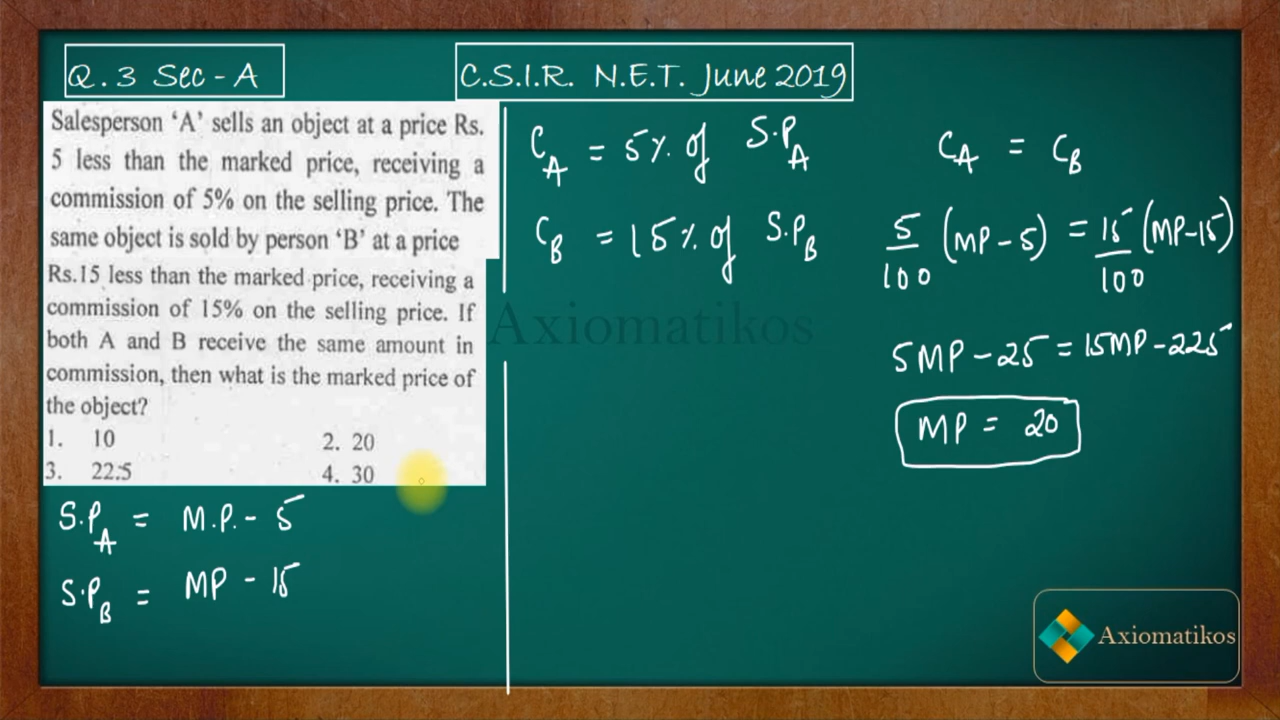 Q. 3 Sec - A
C.S.I.R. N.E.T. June 2019
Salesperson ‘A’ sells an object at a price Rs.
5 less than the marked price, receiving a
commission of 5% on the selling price. The
same object is sold by person ‘B’ at a price
Rs.15 less than the marked price, receiving a
commission of 15% on the selling price. If
both A and B receive the same amount in
commission, then what is the marked price of
the object?
1. 10 2. 20
3. 22:5 4. 30
S.P_A = M.P. - 5
S.P_B = MP - 15
C_A = 5% of S.P_A
C_B = 15% of S.P_B
C_A = C_B
5/100 (MP - 5) = 15/100 (MP - 15)
5MP - 25 = 15MP - 225
MP = 20
Axiomatikos
Axiomatikos